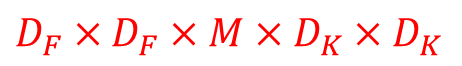 D_F × D_F × M × D_K × D_K